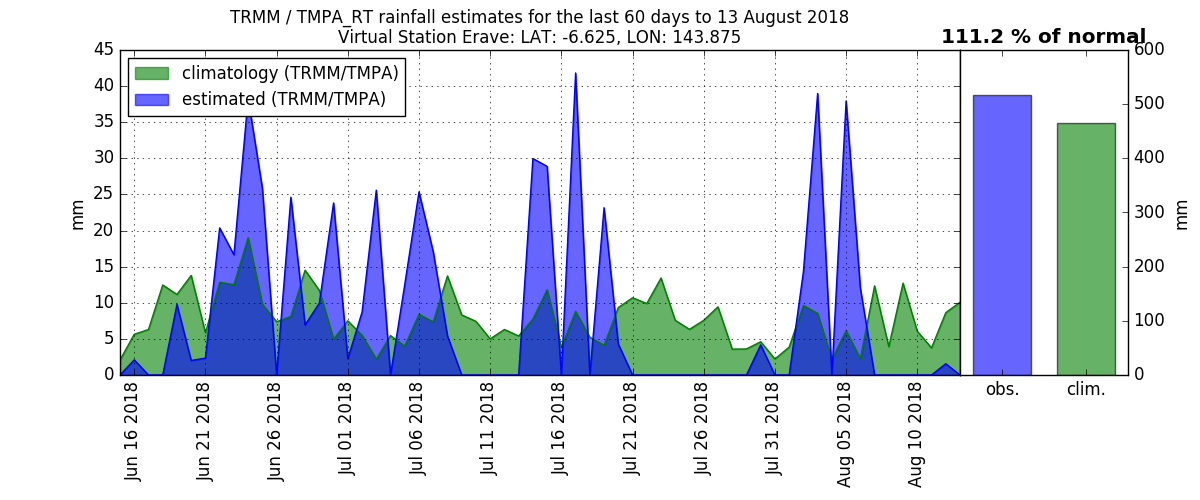 TRMM / TMPA_RT rainfall estimates for the last 60 days to 13 August 2018
Virtual Station Erave: LAT: -6.625, LON: 143.875
111.2 % of normal
climatology (TRMM/TMPA)
estimated (TRMM/TMPA)
45
40
35
30
25
20
15
10
5
0
mm
Jun 16 2018
Jun 21 2018
Jun 26 2018
Jul 01 2018
Jul 06 2018
Jul 11 2018
Jul 16 2018
Jul 21 2018
Jul 26 2018
Jul 31 2018
Aug 05 2018
Aug 10 2018
obs.
clim.
600
500
400
300
200
100
0
mm